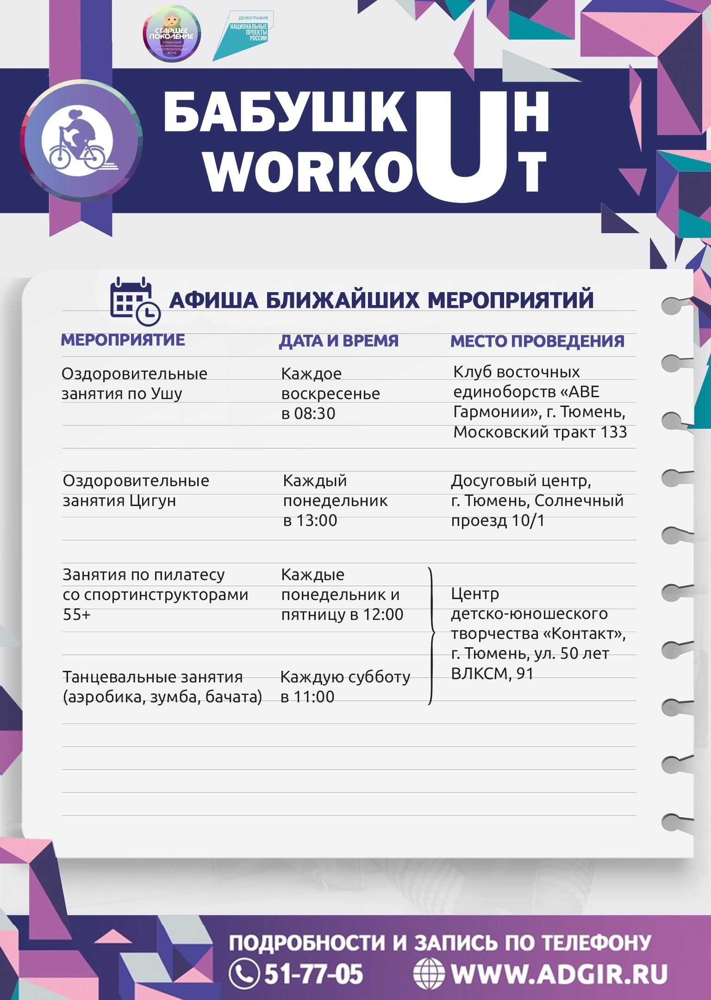 СТАРШЕЕ
ПОКОЛЕНИЕ
ТЮМЕНСКИЙ
РЕГИОНАЛЬНЫЙ
БЛАГОТВОРИТЕЛЬНЫЙ
ФОНД
ДЕМОГРАФИЯ
НАЦИОНАЛЬНЫЕ
ПРОЕКТЫ
РОССИИ
БАБУШКUН
WORKOUT
АФИША БЛИЖАЙШИХ МЕРОПРИЯТИЙ
МЕРОПРИЯТИЕ
ДАТА И ВРЕМЯ
МЕСТО ПРОВЕДЕНИЯ
Оздоровительные
занятия по Ушу
Каждое
воскресенье
в 08:30
Клуб восточных
единоборств «АВЕ
Гармонии», г. Тюмень,
Московский тракт 133
Оздоровительные
занятия Цигун
Каждый
понедельник
в 13:00
Досуговый центр,
г. Тюмень, Солнечный
проезд 10/1
Занятия по пилатесу
со спортинструкторами
55+
Каждые
понедельник и
пятницу в 12:00
Танцевальные занятия
(аэробика, зумба, бачата)
Каждую субботу
в 11:00
Центр
детско-юношеского
творчества «Контакт»,
г. Тюмень, ул. 50 лет
ВЛКСМ, 91
ПОДРОБНОСТИ И ЗАПИСЬ ПО ТЕЛЕФОНУ
51-77-05
WWW.ADGIR.RU